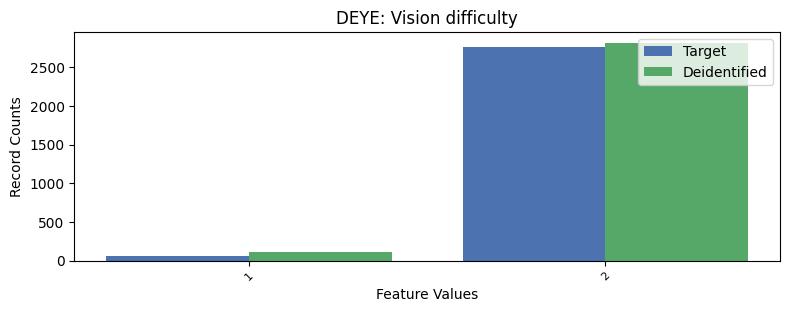 DEYE: Vision difficulty
Target
Deidentified
Record Counts
2500
2000
1500
1000
500
0
1
2
Feature Values